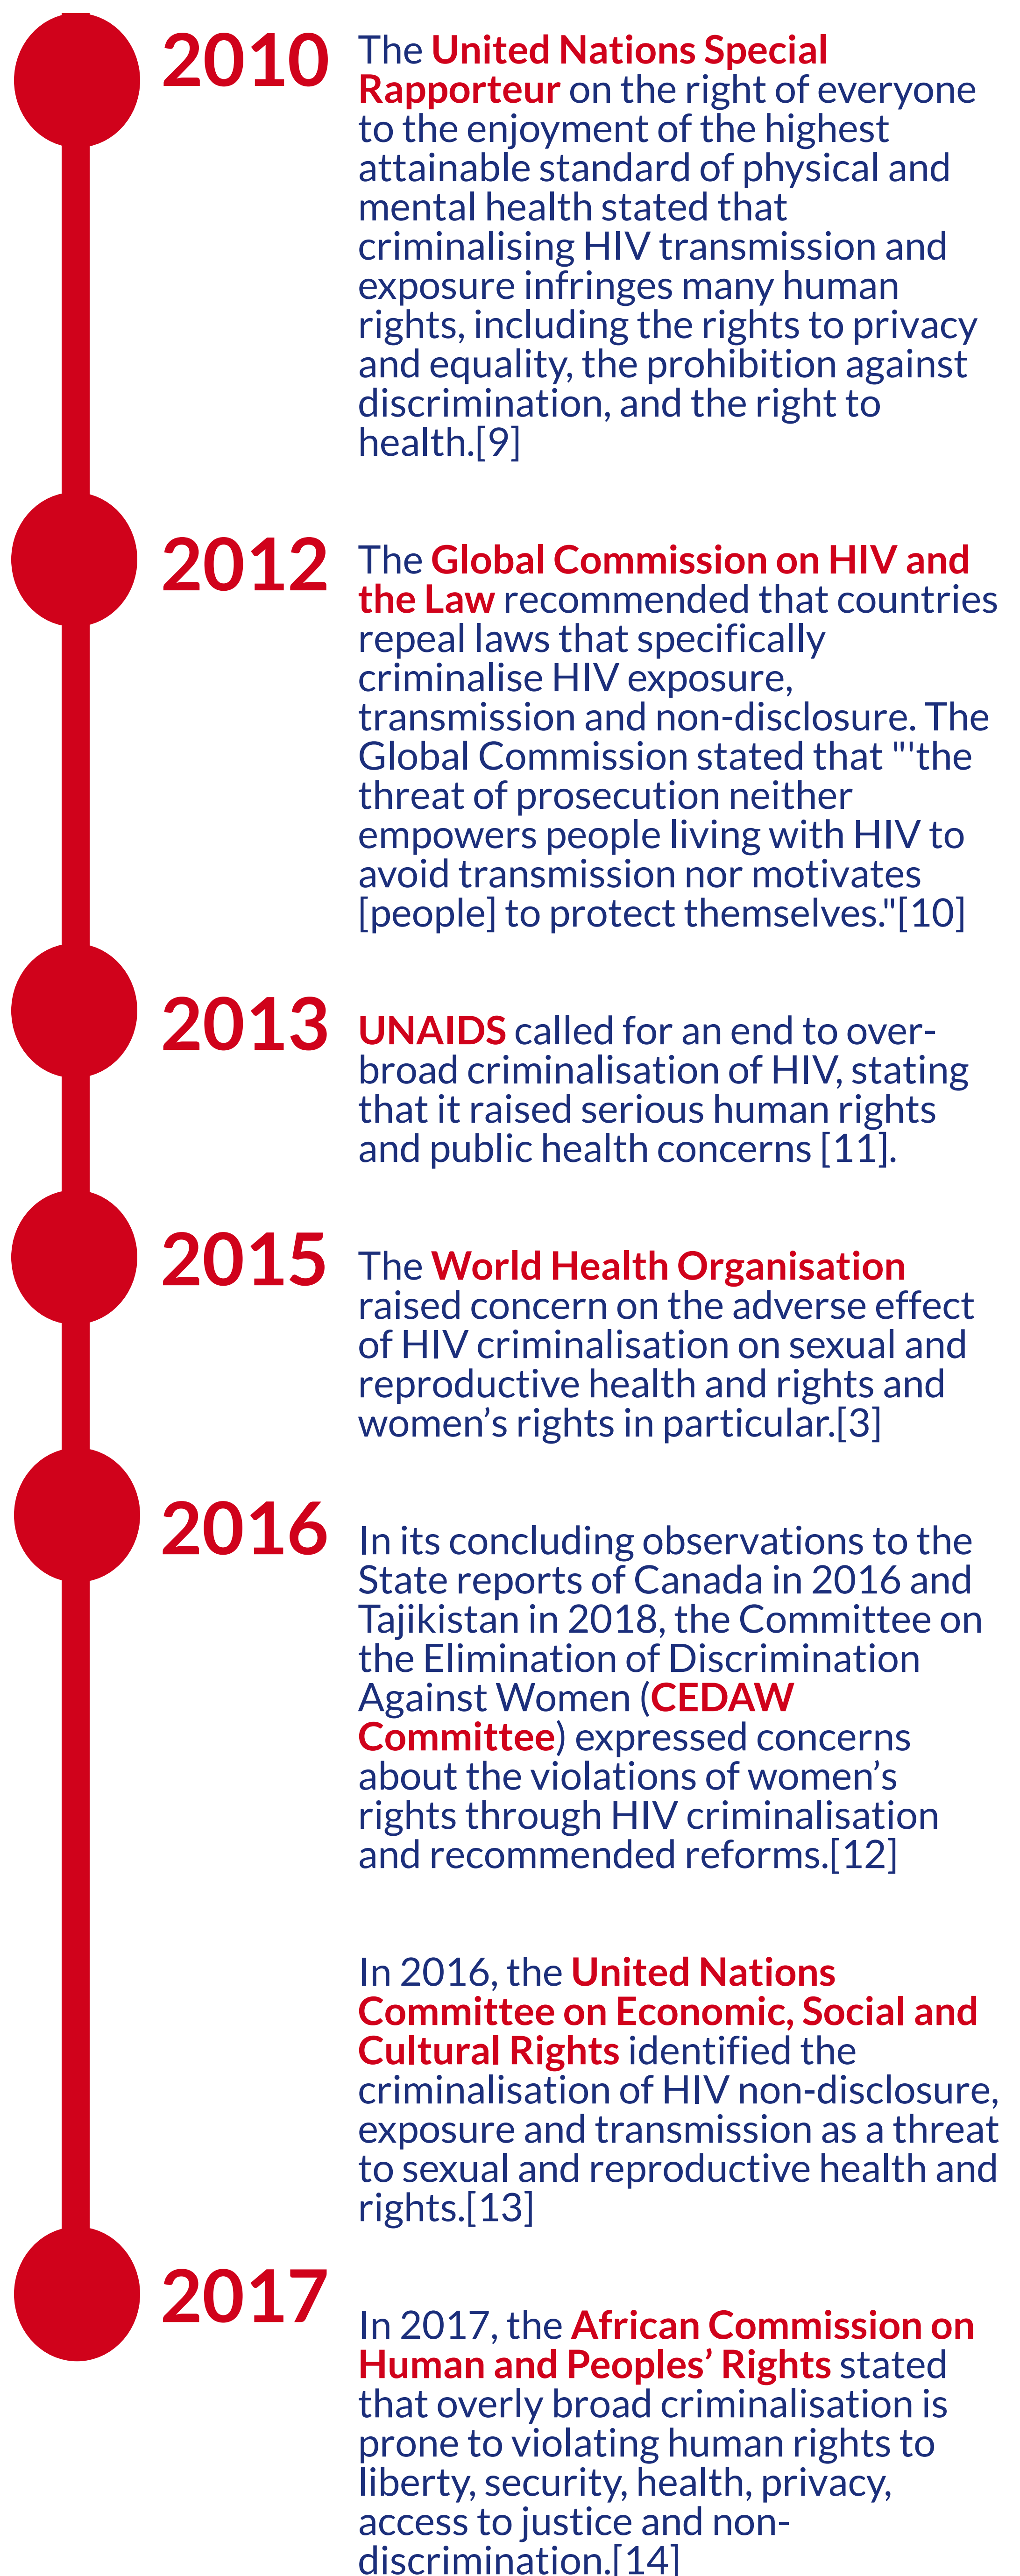 2010
The United Nations Special
Rapporteur on the right of everyone
to the enjoyment of the highest
attainable standard of physical and
mental health stated that
criminalising HIV transmission and
exposure infringes many human
rights, including the rights to privacy
and equality, the prohibition against
discrimination, and the right to
health.[9]
2012
The Global Commission on HIV and
the Law recommended that countries
repeal laws that specifically
criminalise HIV exposure,
transmission and non-disclosure. The
Global Commission stated that "'the
threat of prosecution neither
empowers people living with HIV to
avoid transmission nor motivates
[people] to protect themselves."[10]
2013
UNAIDS called for an end to over-
broad criminalisation of HIV, stating
that it raised serious human rights
and public health concerns [11].
2015
The World Health Organisation
raised concern on the adverse effect
of HIV criminalisation on sexual and
reproductive health and rights and
women’s rights in particular.[3]
2016
In its concluding observations to the
State reports of Canada in 2016 and
Tajikistan in 2018, the Committee on
the Elimination of Discrimination
Against Women (CEDAW
Committee) expressed concerns
about the violations of women’s
rights through HIV criminalisation
and recommended reforms.[12]
In 2016, the United Nations
Committee on Economic, Social and
Cultural Rights identified the
criminalisation of HIV non-disclosure,
exposure and transmission as a threat
to sexual and reproductive health and
rights.[13]
2017
In 2017, the African Commission on
Human and Peoples’ Rights stated
that overly broad criminalisation is
prone to violating human rights to
liberty, security, health, privacy,
access to justice and non-
discrimination.[14]